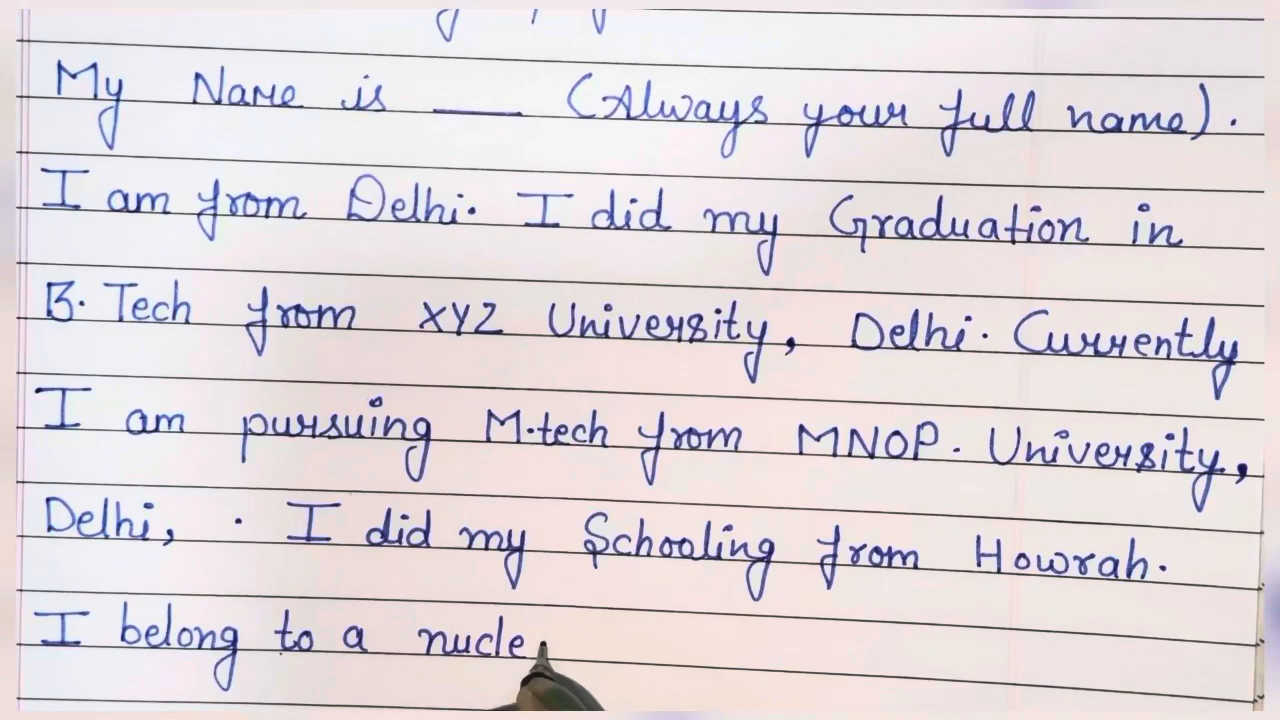 My Name is ___ (Always your full name).
I am from Delhi. I did my Graduation in
B. Tech from XYZ University, Delhi. Currently
I am pursuing M.tech from MNOP. University,
Delhi, . I did my Schooling from Howrah.
I belong to a nucle